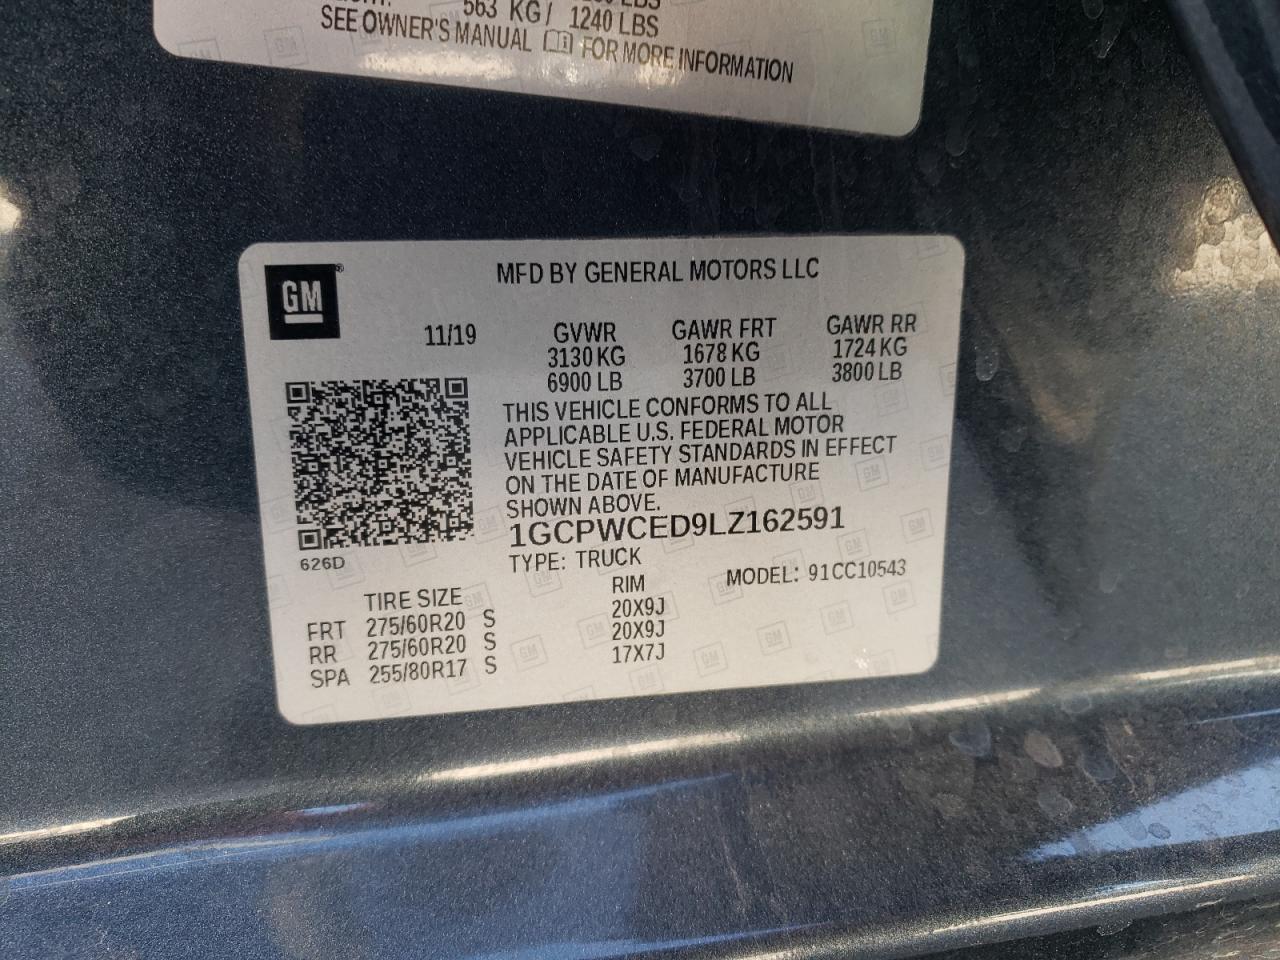 563 KG / 1240 LBS
SEE OWNER'S MANUAL FOR MORE INFORMATION
GM ®
MFD BY GENERAL MOTORS LLC
11/19 GVWR GAWR FRT GAWR RR
3130 KG 1678 KG 1724 KG
6900 LB 3700 LB 3800 LB
THIS VEHICLE CONFORMS TO ALL
APPLICABLE U.S. FEDERAL MOTOR
VEHICLE SAFETY STANDARDS IN EFFECT
ON THE DATE OF MANUFACTURE
SHOWN ABOVE.
1GCPWCED9LZ162591
626D
TYPE: TRUCK
MODEL: 91CC10543
TIRE SIZE RIM
FRT 275/60R20 S 20X9J
RR 275/60R20 S 20X9J
SPA 255/80R17 S 17X7J